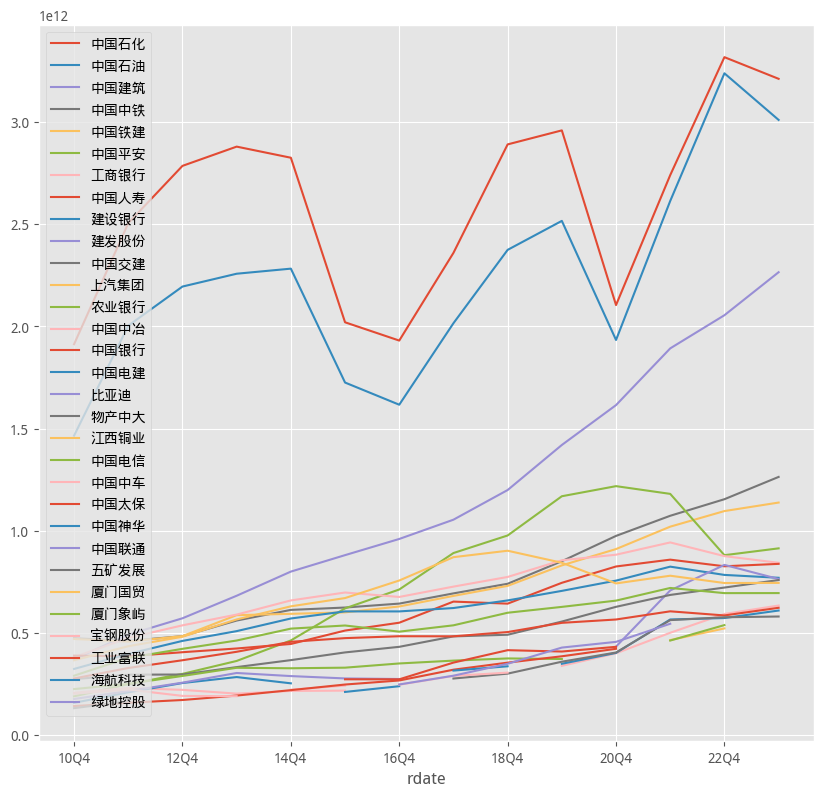 1e12
中国石化
中国石油
中国建筑
中国中铁
中国铁建
中国平安
工商银行
中国人寿
建设银行
建发股份
中国交建
上汽集团
农业银行
中国中冶
中国银行
中国电建
比亚迪
物产中大
江西铜业
中国电信
中国中车
中国太保
中国神华
中国联通
五矿发展
厦门国贸
厦门象屿
宝钢股份
工业富联
海航科技
绿地控股
3.0
2.5
2.0
1.5
1.0
0.5
0.0
10Q4 12Q4 14Q4 16Q4 18Q4 20Q4 22Q4
rdate